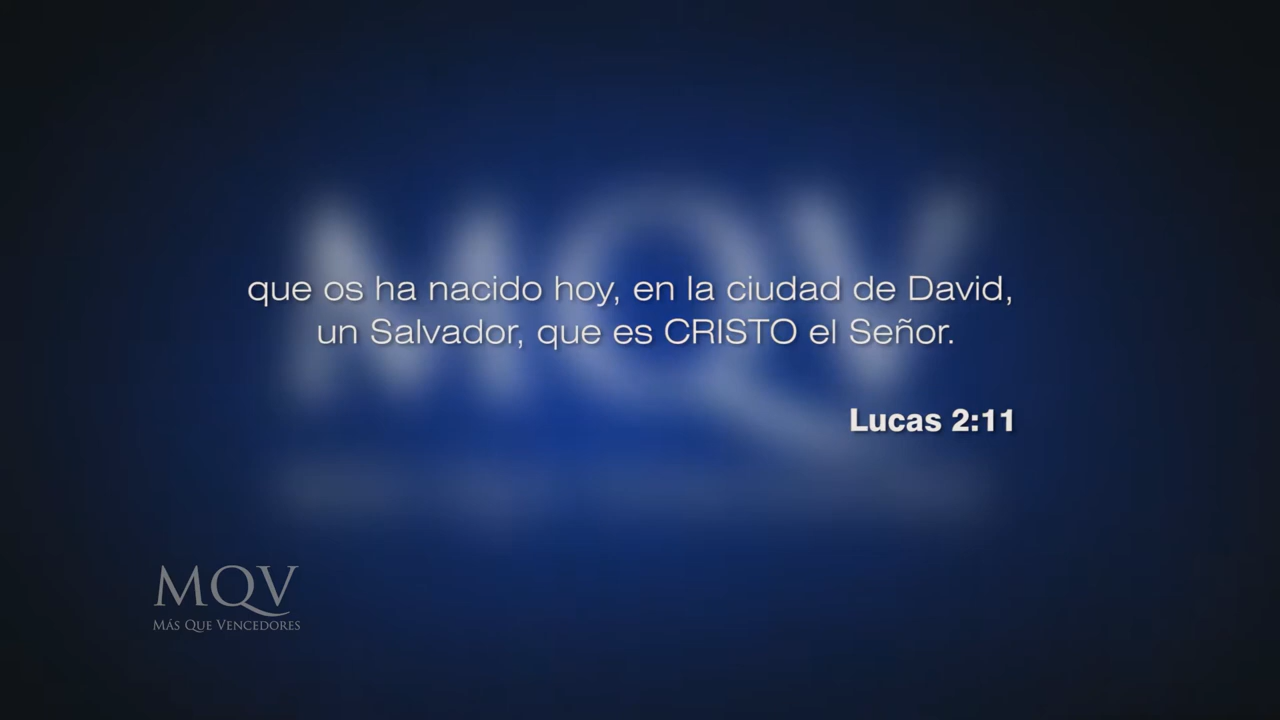 que os ha nacido hoy, en la ciudad de David,
un Salvador, que es CRISTO el Señor.
Lucas 2:11
MQV
MÁS QUE VENCEDORES